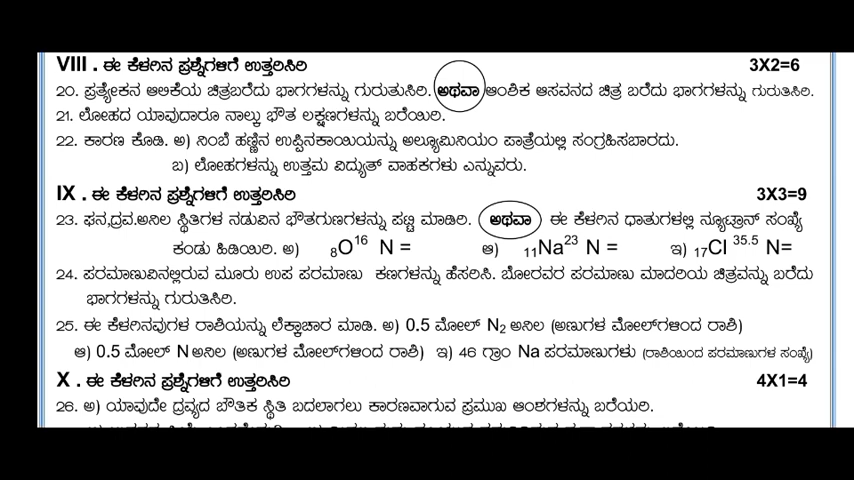 VIII . ಈ ಕೆಳಗಿನ ಪ್ರಶ್ನೆಗಳಿಗೆ ಉತ್ತರಿಸಿರಿ 3X2=6
20. ಪ್ರತ್ಯೇಕನ ಆಲಿಕೆಯ ಚಿತ್ರಬರೆದು ಭಾಗಗಳನ್ನು ಗುರುತುಸಿರಿ. ಅಥವಾ ಆಂಶಿಕ ಆಸವನದ ಚಿತ್ರ ಬರೆದು ಭಾಗಗಳನ್ನು ಗುರುತಿಸಿರಿ.
21. ಲೋಹದ ಯಾವುದಾರೂ ನಾಲ್ಕು ಭೌತ ಲಕ್ಷಣಗಳನ್ನು ಬರೆಯಿರಿ.
22. ಕಾರಣ ಕೊಡಿ. ಅ) ನಿಂಬೆ ಹಣ್ಣಿನ ಉಪ್ಪಿನಕಾಯಿಯನ್ನು ಅಲ್ಯೂಮಿನಿಯಂ ಪಾತ್ರೆಯಲ್ಲಿ ಸಂಗ್ರಹಿಸಬಾರದು.
ಬ) ಲೋಹಗಳನ್ನು ಉತ್ತಮ ವಿದ್ಯುತ್ ವಾಹಕಗಳು ಎನ್ನುವರು.
IX . ಈ ಕೆಳಗಿನ ಪ್ರಶ್ನೆಗಳಿಗೆ ಉತ್ತರಿಸಿರಿ 3X3=9
23. ಘನ,ದ್ರವ.ಅನಿಲ ಸ್ಥಿತಿಗಳ ನಡುವಿನ ಭೌತಗುಣಗಳನ್ನು ಪಟ್ಟಿ ಮಾಡಿರಿ. ಅಥವಾ ಈ ಕೆಳಗಿನ ಧಾತುಗಳಲ್ಲಿ ನ್ಯೂಟ್ರಾನ್ ಸಂಖ್ಯೆ
ಕಂಡು ಹಿಡಿಯಿರಿ. ಅ) ₈O¹⁶ N = ಆ) ₁₁Na²³ N = ಇ) ₁₇Cl ³⁵·⁵ N=
24. ಪರಮಾಣುವಿನಲ್ಲಿರುವ ಮೂರು ಉಪ ಪರಮಾಣು ಕಣಗಳನ್ನು ಹೆಸರಿಸಿ. ಬೋರವರ ಪರಮಾಣು ಮಾದರಿಯ ಚಿತ್ರವನ್ನು ಬರೆದು
ಭಾಗಗಳನ್ನು ಗುರುತಿಸಿರಿ.
25. ಈ ಕೆಳಗಿನವುಗಳ ರಾಶಿಯನ್ನು ಲೆಕ್ಕಾಚಾರ ಮಾಡಿ. ಅ) 0.5 ಮೋಲ್ N₂ ಅನಿಲ (ಅಣುಗಳ ಮೋಲ್‌ಗಳಿಂದ ರಾಶಿ)
ಆ) 0.5 ಮೋಲ್ N ಅನಿಲ (ಅಣುಗಳ ಮೋಲ್‌ಗಳಿಂದ ರಾಶಿ) ಇ) 46 ಗ್ರಾಂ Na ಪರಮಾಣುಗಳು (ರಾಶಿಯಿಂದ ಪರಮಾಣುಗಳ ಸಂಖ್ಯೆ)
X . ಈ ಕೆಳಗಿನ ಪ್ರಶ್ನೆಗಳಿಗೆ ಉತ್ತರಿಸಿರಿ 4X1=4
26. ಅ) ಯಾವುದೇ ದ್ರವ್ಯದ ಬೌತಿಕ ಸ್ಥಿತಿ ಬದಲಾಗಲು ಕಾರಣವಾಗುವ ಪ್ರಮುಖ ಆಂಶಗಳನ್ನು ಬರೆಯರಿ.